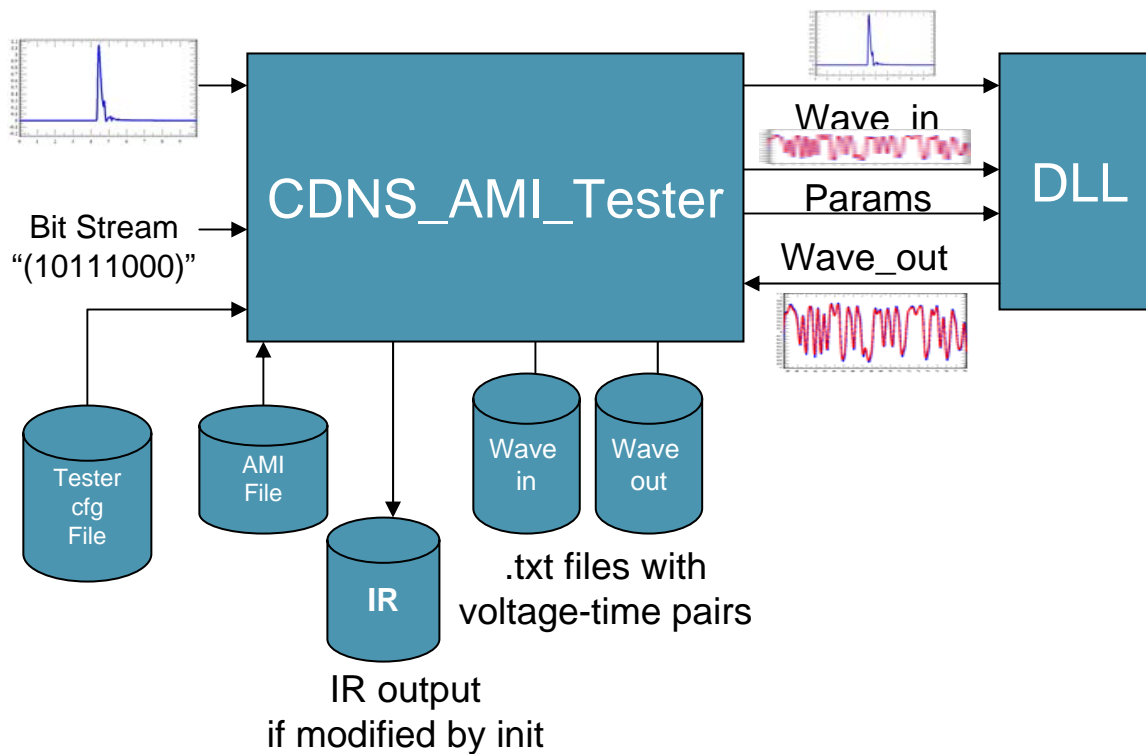 Wave_in
CDNS_AMI_Tester
DLL
Params
Bit Stream
“(10111000)”
Wave_out
Tester
cfg
File
AMI
File
Wave
in
Wave
out
IR
.txt files with
voltage-time pairs
IR output
if modified by init